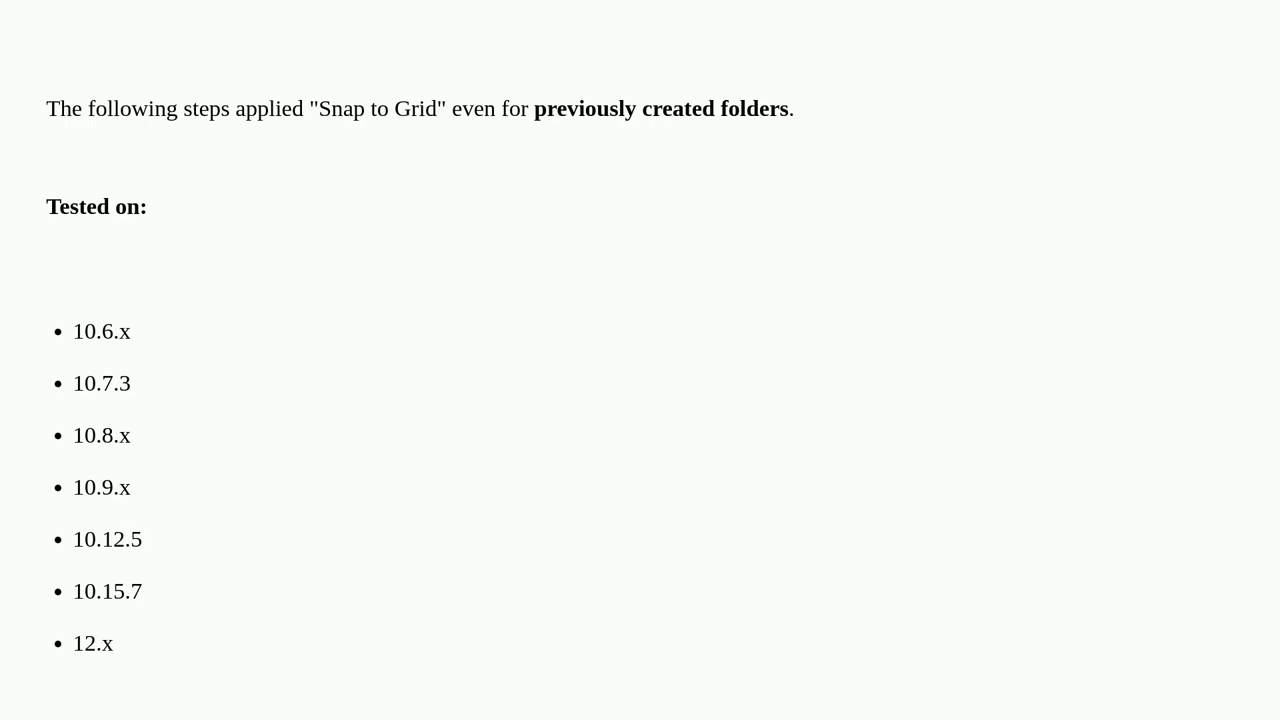 The following steps applied "Snap to Grid" even for previously created folders.
Tested on:
• 10.6.x
• 10.7.3
• 10.8.x
• 10.9.x
• 10.12.5
• 10.15.7
• 12.x